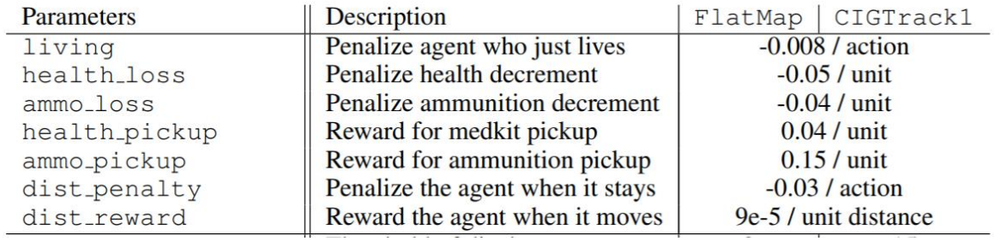 Parameters Description FlatMap CIGTrack1
living Penalize agent who just lives -0.008 / action
health_loss Penalize health decrement -0.05 / unit
ammo_loss Penalize ammunition decrement -0.04 / unit
health_pickup Reward for medkit pickup 0.04 / unit
ammo_pickup Reward for ammunition pickup 0.15 / unit
dist_penalty Penalize the agent when it stays -0.03 / action
dist_reward Reward the agent when it moves 9e-5 / unit distance